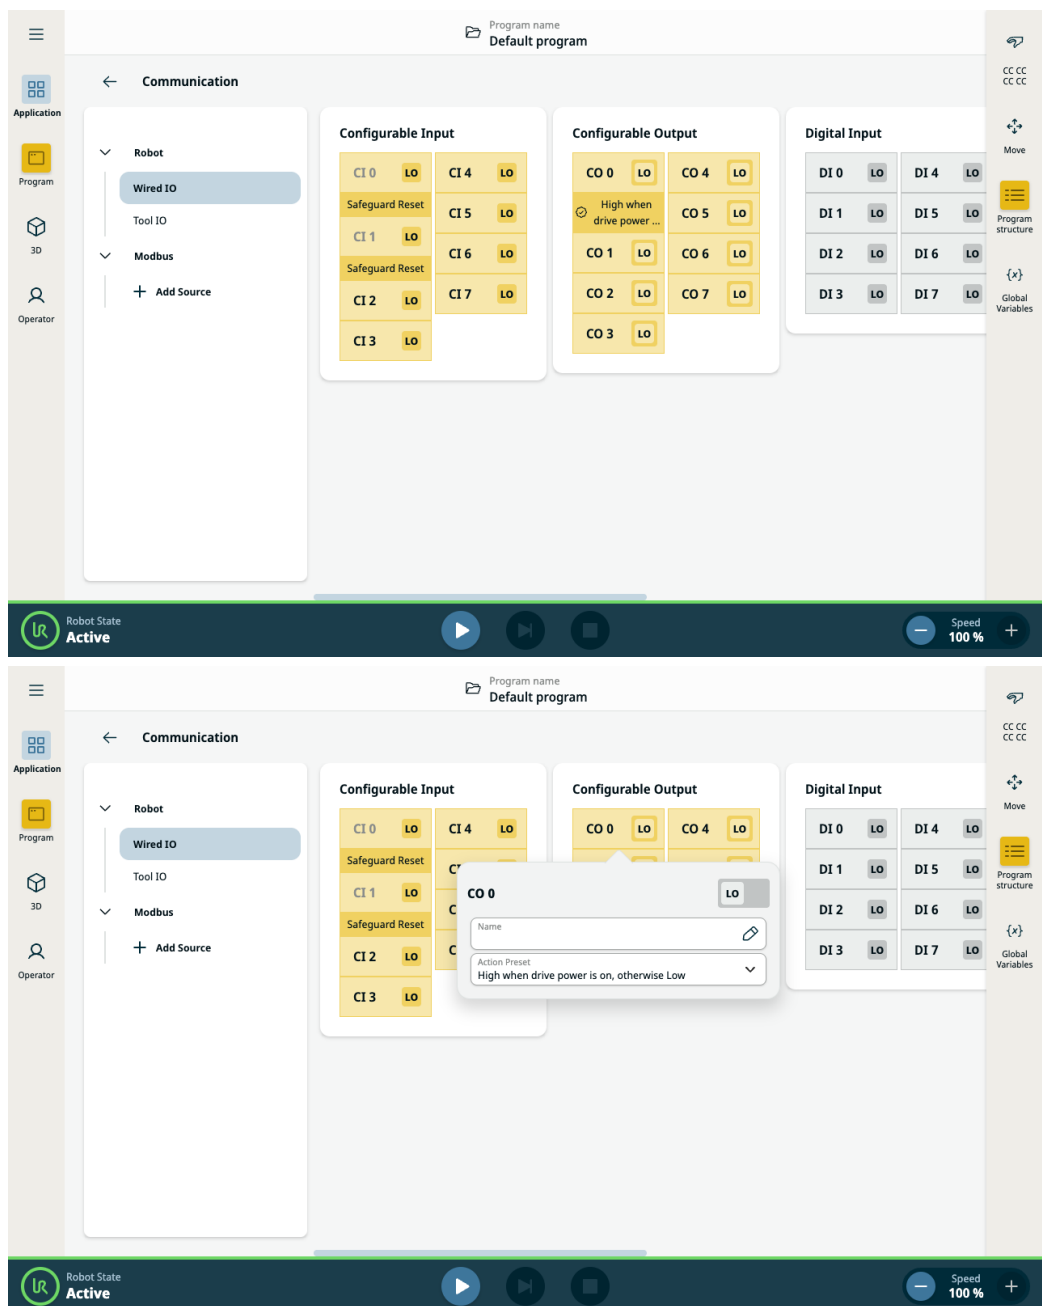 Program name
Default program
Application
Program
3D
Operator
Communication
Robot
Wired IO
Tool IO
Modbus
Add Source
Configurable Input
CI 0 LO
Safeguard Reset
CI 1 LO
Safeguard Reset
CI 2 LO
CI 3 LO
CI 4 LO
CI 5 LO
CI 6 LO
CI 7 LO
Configurable Output
CO 0 LO
High when
drive power ...
CO 1 LO
CO 2 LO
CO 3 LO
CO 4 LO
CO 5 LO
CO 6 LO
CO 7 LO
Digital Input
DI 0 LO
DI 1 LO
DI 2 LO
DI 3 LO
DI 4 LO
DI 5 LO
DI 6 LO
DI 7 LO
CC CC
CC CC
Move
Program
structure
{x}
Global
Variables
UR
Robot State
Active
Speed
100 %
Program name
Default program
Application
Program
3D
Operator
Communication
Robot
Wired IO
Tool IO
Modbus
Add Source
Configurable Input
CI 0 LO
Safeguard Reset
CI 1 LO
Safeguard Reset
CI 2 LO
CI 3 LO
CI 4 LO
Configurable Output
CO 0 LO
CO 4 LO
CO 0
LO
Name
Action Preset
High when drive power is on, otherwise Low
Digital Input
DI 0 LO
DI 1 LO
DI 2 LO
DI 3 LO
DI 4 LO
DI 5 LO
DI 6 LO
DI 7 LO
CC CC
CC CC
Move
Program
structure
{x}
Global
Variables
UR
Robot State
Active
Speed
100 %